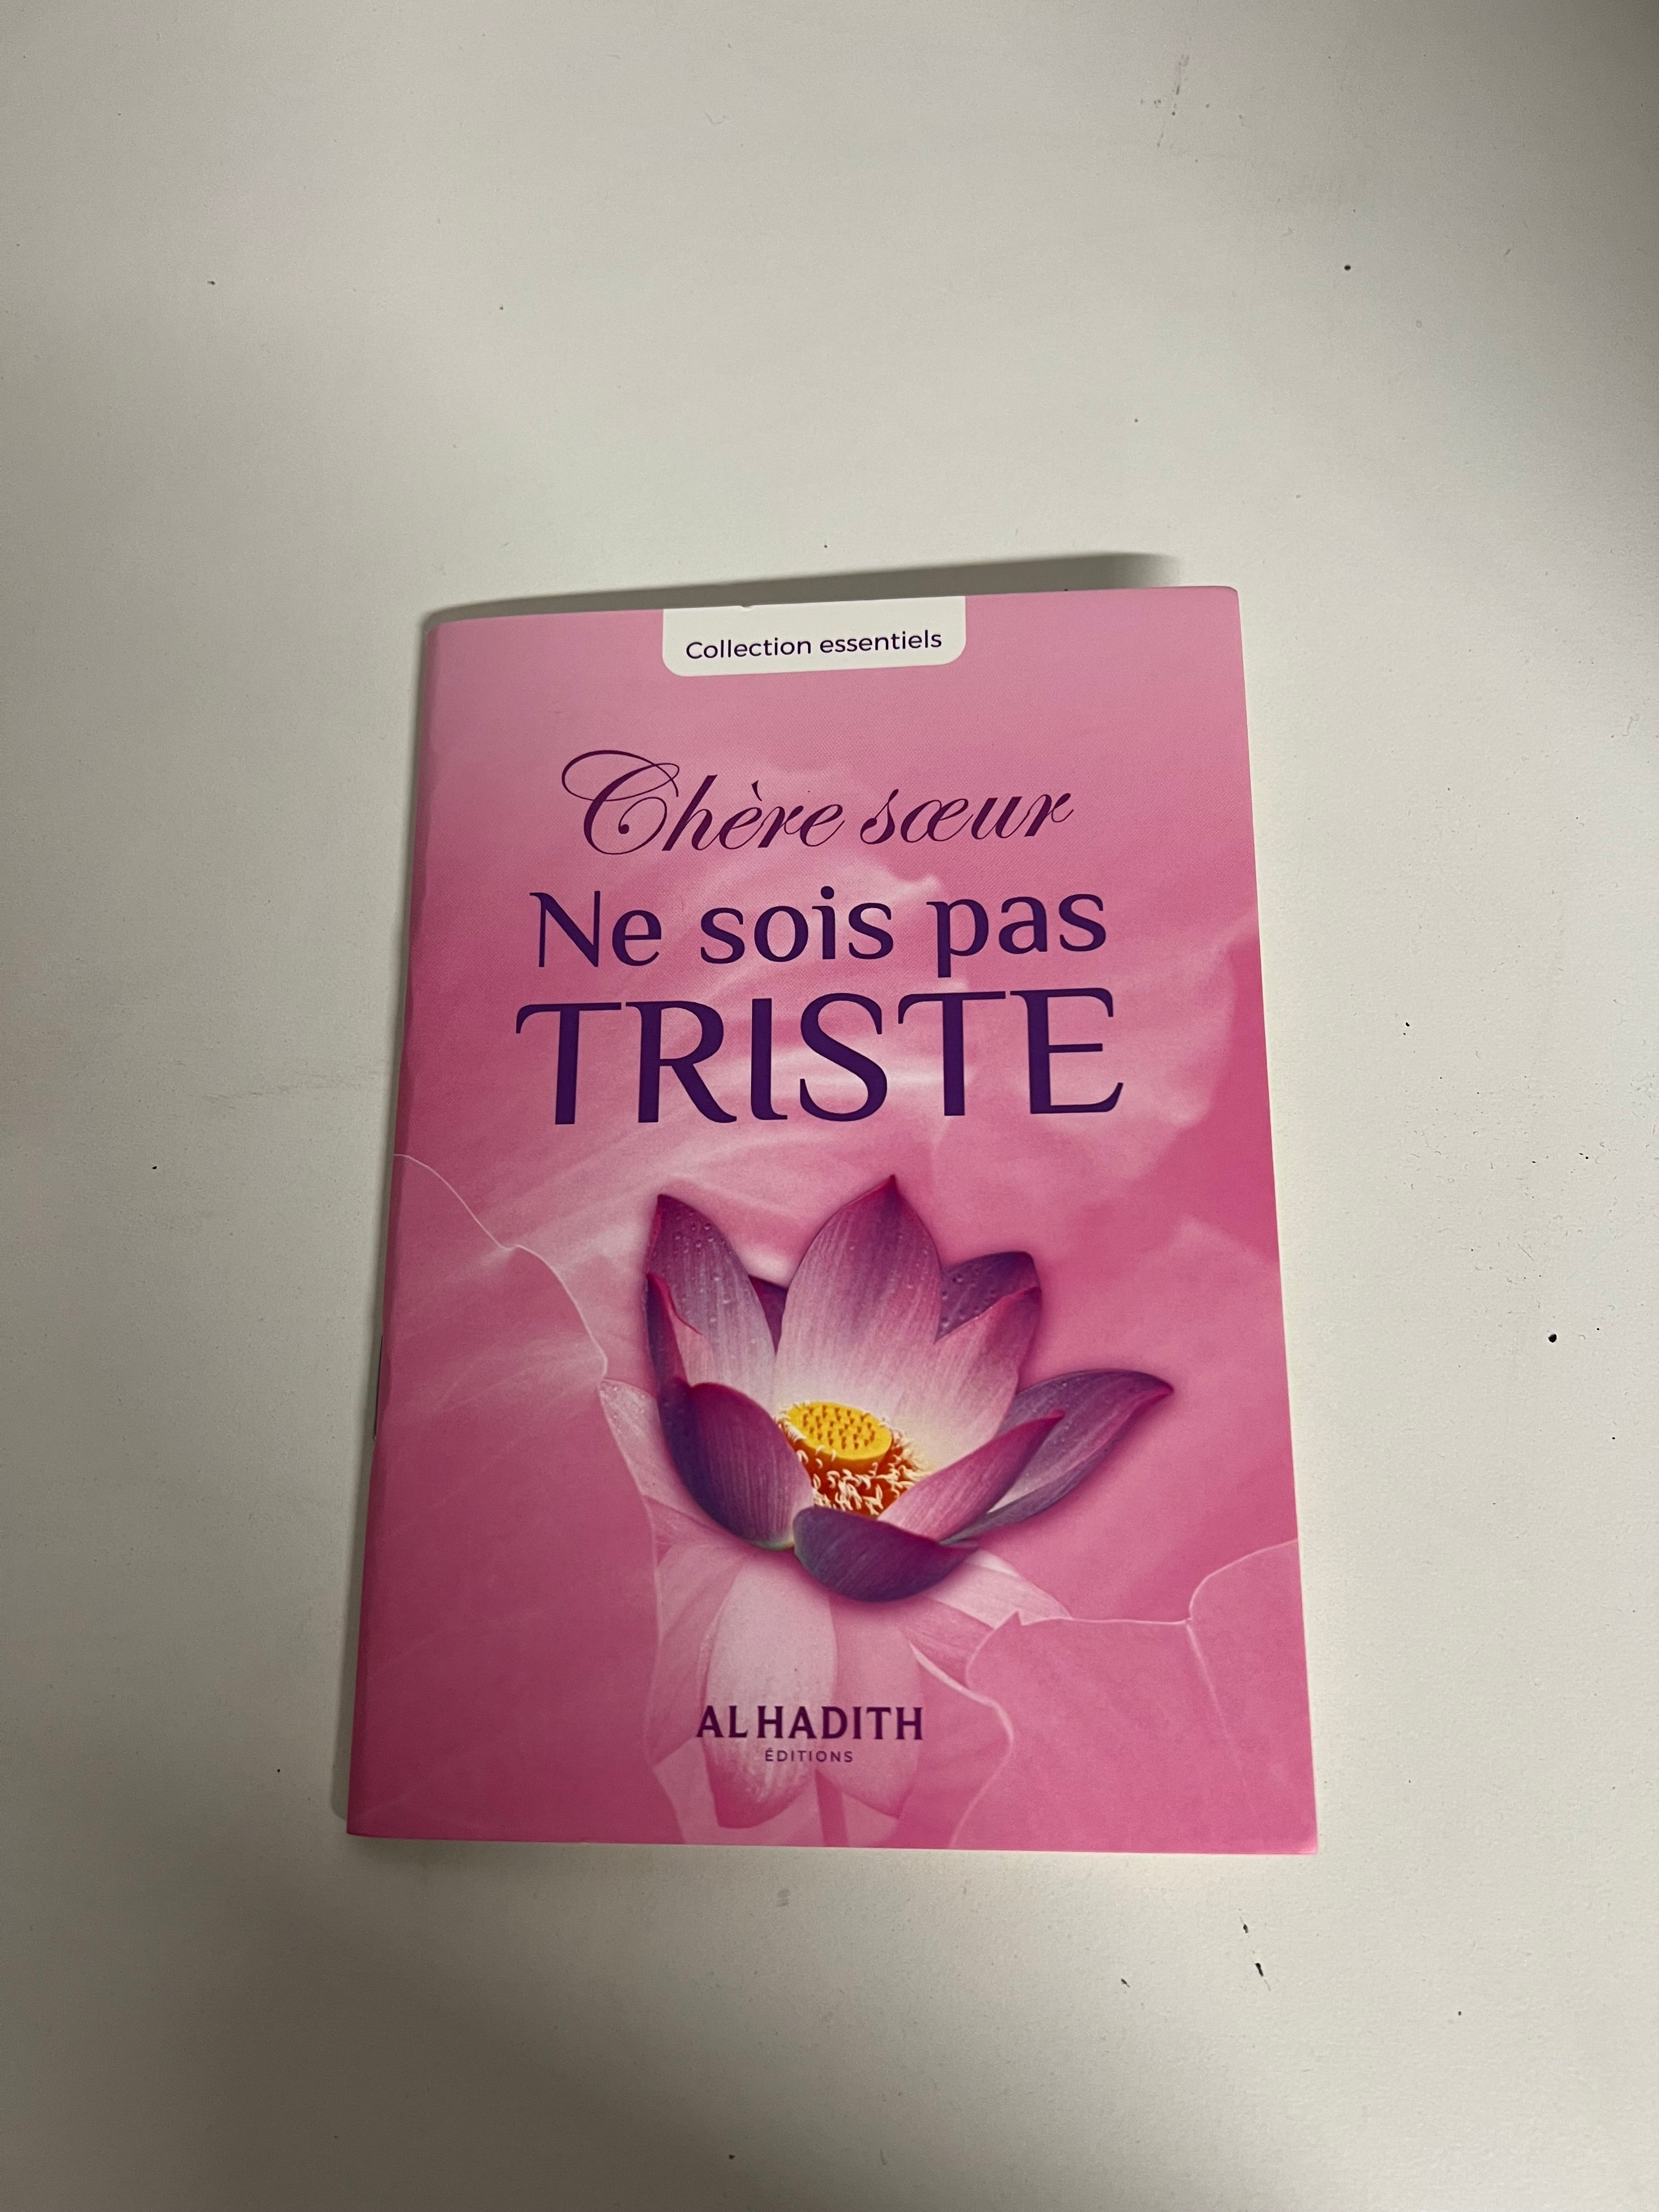 Collection essentiels
Chère sœur
Ne sois pas
TRISTE
AL HADITH
ÉDITIONS